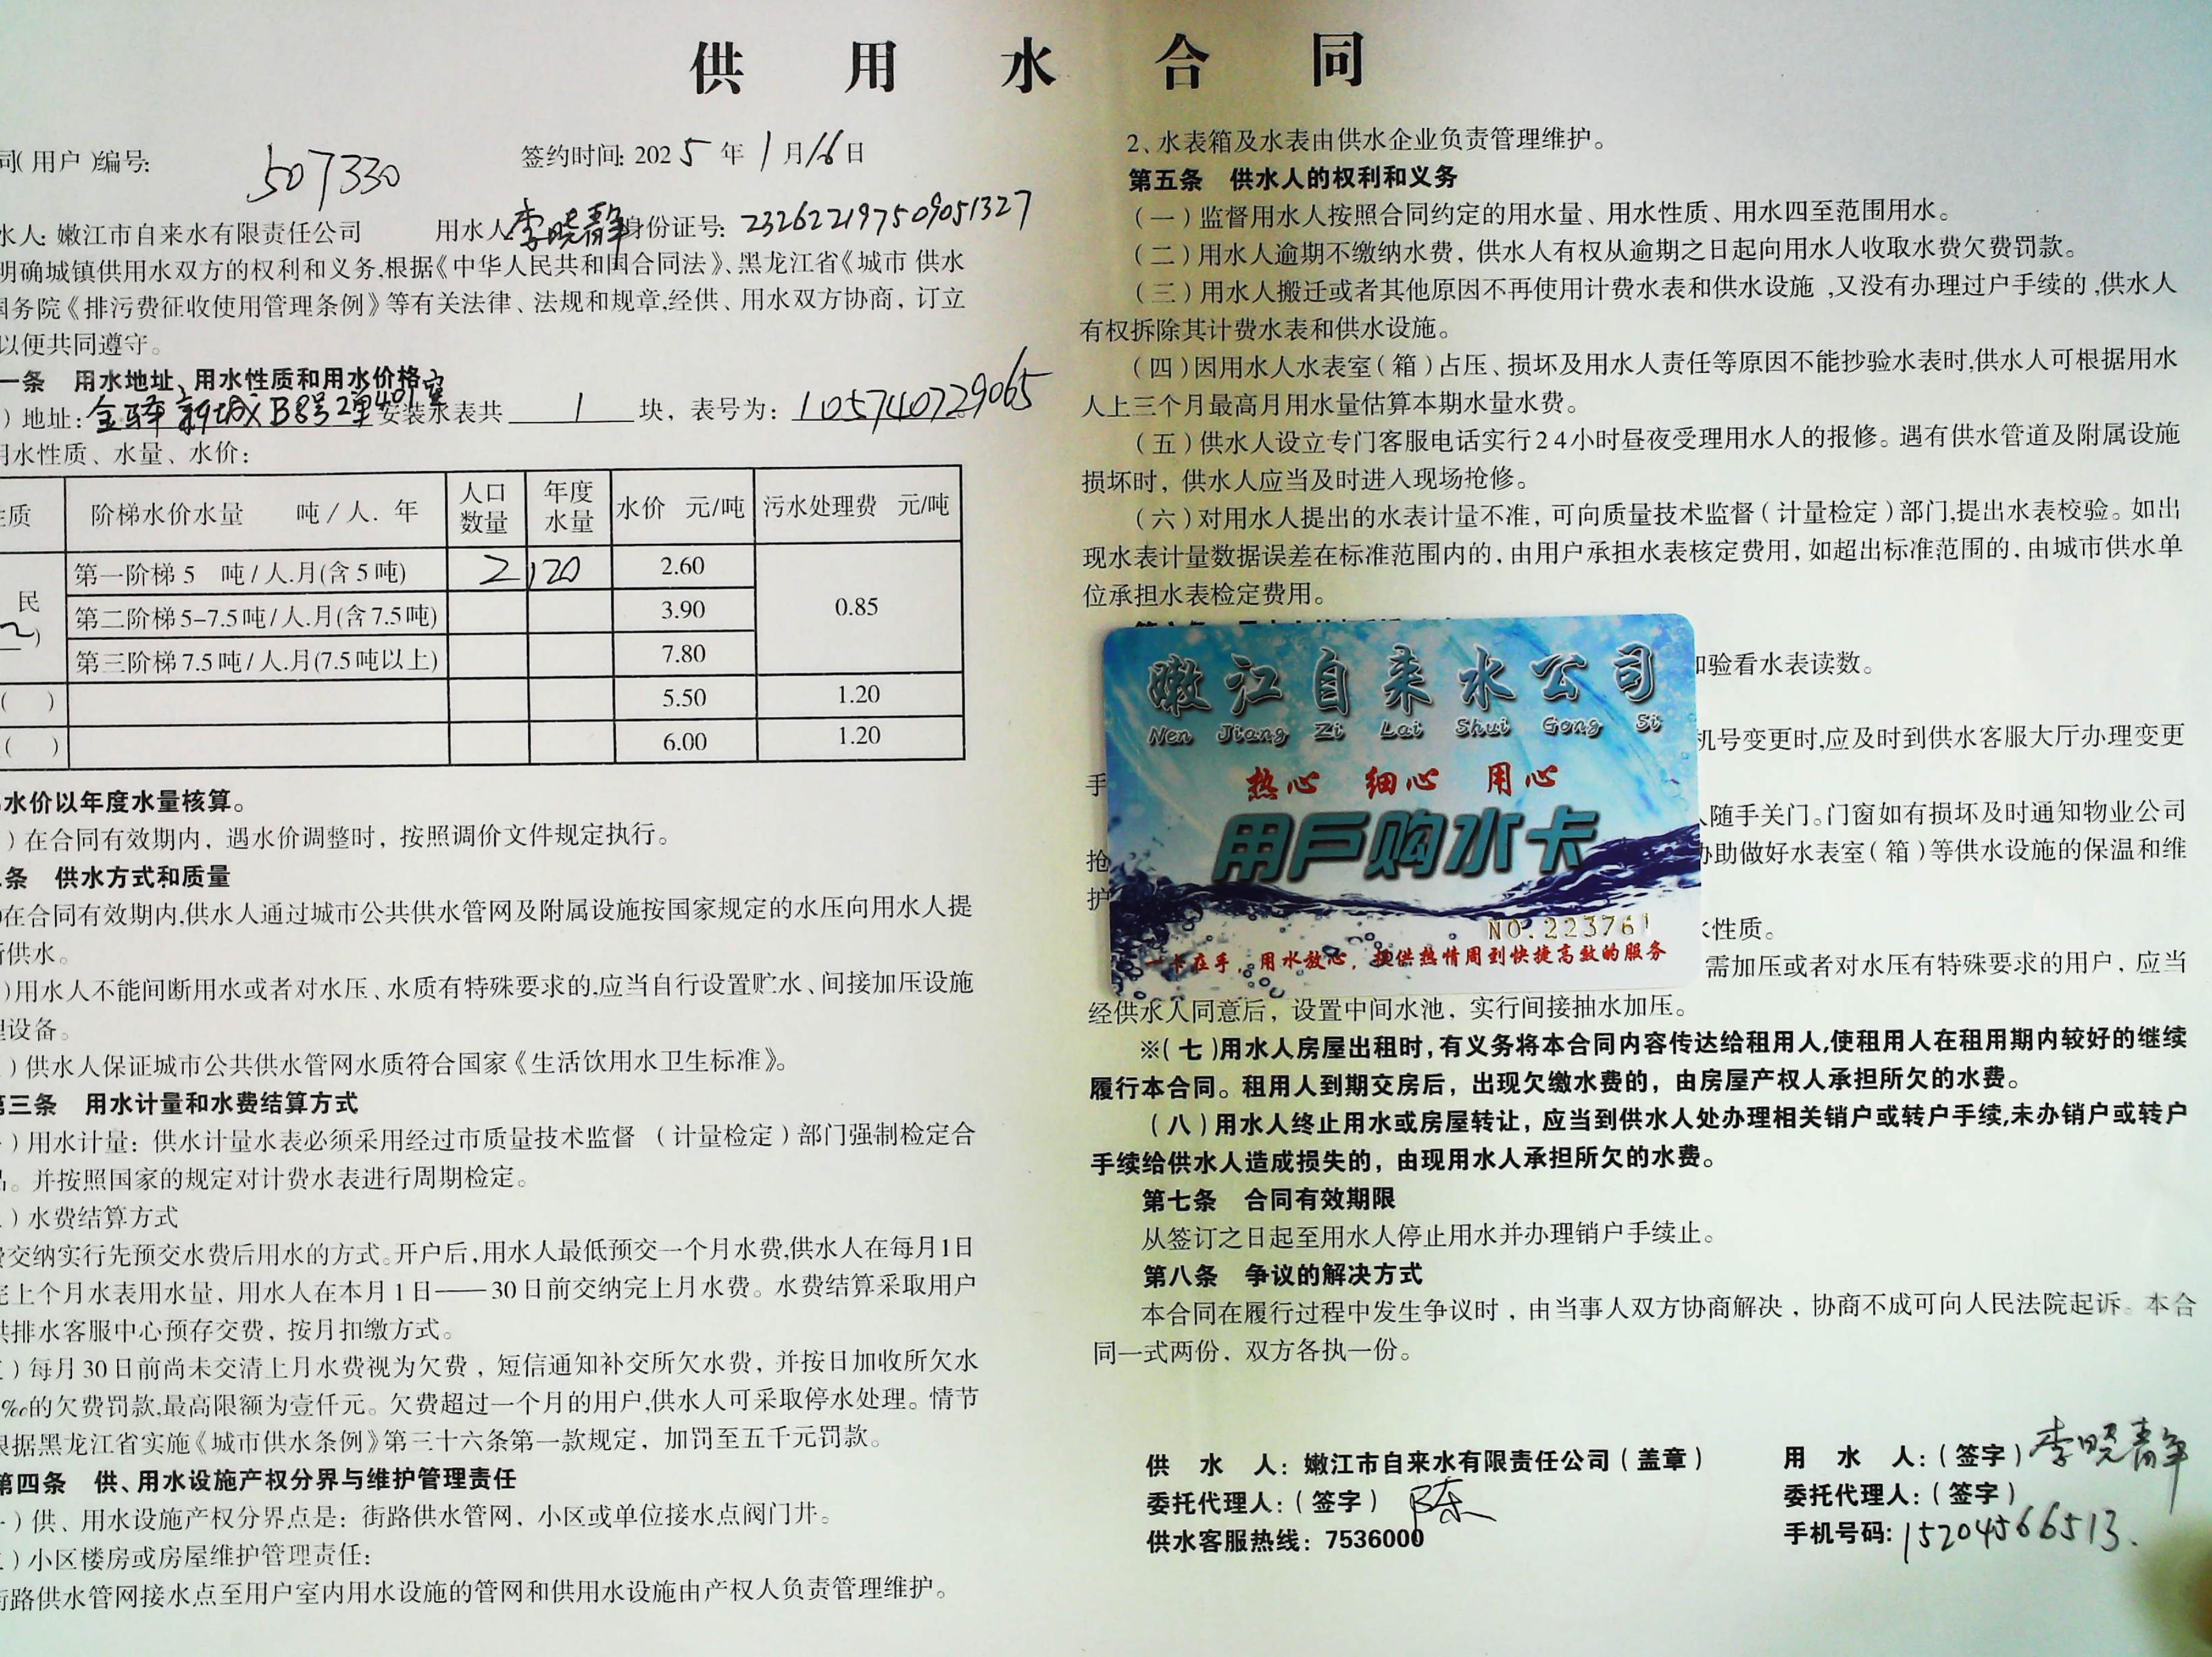 供 用 水 合 同
同(用户)编号: 507330
签约时间: 2025年1月16日
水人: 嫩江市自来水有限责任公司 用水人: 李晓静 身份证号: 232622197509051327
明确城镇供用水双方的权利和义务,根据《中华人民共和国合同法》、黑龙江省《城市 供水
国务院《排污费征收使用管理条例》等有关法律、法规和规章,经供、用水双方协商, 订立
以便共同遵守。
一条 用水地址、用水性质和用水价格
)地址: 金驿新城B8号2单401室 安装水表共 1 块, 表号为: 105740729065
用水性质、水量、水价:
性质 阶梯水价水量 吨/人. 年 人口数量 年度水量 水价 元/吨 污水处理费 元/吨
民 第一阶梯5 吨/人.月(含5吨) 2 120 2.60 0.85
第二阶梯5-7.5吨/人.月(含7.5吨) 3.90
第三阶梯7.5吨/人.月(7.5吨以上) 7.80
( ) 5.50 1.20
( ) 6.00 1.20
水价以年度水量核算。
)在合同有效期内, 遇水价调整时, 按照调价文件规定执行。
条 供水方式和质量
)在合同有效期内,供水人通过城市公共供水管网及附属设施按国家规定的水压向用水人提
供水。
)用水人不能间断用水或者对水压、水质有特殊要求的,应当自行设置贮水、间接加压设施
理设备。
)供水人保证城市公共供水管网水质符合国家《生活饮用水卫生标准》。
第三条 用水计量和水费结算方式
)用水计量: 供水计量水表必须采用经过市质量技术监督 (计量检定)部门强制检定合
品。并按照国家的规定对计费水表进行周期检定。
)水费结算方式
费交纳实行先预交水费后用水的方式。开户后,用水人最低预交一个月水费,供水人在每月1日
完上个月水表用水量, 用水人在本月1日——30日前交纳完上月水费。水费结算采取用户
供排水客服中心预存交费, 按月扣缴方式。
)每月30日前尚未交清上月水费视为欠费, 短信通知补交所欠水费, 并按日加收所欠水
‰的欠费罚款,最高限额为壹仟元。欠费超过一个月的用户,供水人可采取停水处理。情节
根据黑龙江省实施《城市供水条例》第三十六条第一款规定, 加罚至五千元罚款。
第四条 供、用水设施产权分界与维护管理责任
)供、用水设施产权分界点是: 街路供水管网, 小区或单位接水点阀门井。
)小区楼房或房屋维护管理责任:
街路供水管网接水点至用户室内用水设施的管网和供用水设施由产权人负责管理维护。
2、水表箱及水表由供水企业负责管理维护。
第五条 供水人的权利和义务
(一)监督用水人按照合同约定的用水量、用水性质、用水四至范围用水。
(二)用水人逾期不缴纳水费, 供水人有权从逾期之日起向用水人收取水费欠费罚款。
(三)用水人搬迁或者其他原因不再使用计费水表和供水设施 ,又没有办理过户手续的,供水人
有权拆除其计费水表和供水设施。
(四)因用水人水表室(箱)占压、损坏及用水人责任等原因不能抄验水表时,供水人可根据用水
人上三个月最高月用水量估算本期水量水费。
(五)供水人设立专门客服电话实行24小时昼夜受理用水人的报修。遇有供水管道及附属设施
损坏时, 供水人应当及时进入现场抢修。
(六)对用水人提出的水表计量不准, 可向质量技术监督(计量检定)部门,提出水表校验。如出
现水表计量数据误差在标准范围内的, 由用户承担水表核定费用, 如超出标准范围的, 由城市供水单
位承担水表检定费用。
嫩江自来水公司
Nen Jiang Zi Lai Shui Gong Si
热心 细心 用心
用户购水卡
NO.223761
一卡在手, 用水放心, 提供热情周到快捷高效的服务
验看水表读数。
机号变更时,应及时到供水客服大厅办理变更
手
随手关门。门窗如有损坏及时通知物业公司
抢
协助做好水表室(箱)等供水设施的保温和维
护
水性质。
需加压或者对水压有特殊要求的用户, 应当
经供水人同意后, 设置中间水池, 实行间接抽水加压。
※(七)用水人房屋出租时,有义务将本合同内容传达给租用人,使租用人在租用期内较好的继续
履行本合同。租用人到期交房后, 出现欠缴水费的, 由房屋产权人承担所欠的水费。
(八)用水人终止用水或房屋转让, 应当到供水人处办理相关销户或转户手续,未办销户或转户
手续给供水人造成损失的, 由现用水人承担所欠的水费。
第七条 合同有效期限
从签订之日起至用水人停止用水并办理销户手续止。
第八条 争议的解决方式
本合同在履行过程中发生争议时, 由当事人双方协商解决, 协商不成可向人民法院起诉。本合
同一式两份, 双方各执一份。
供 水 人: 嫩江市自来水有限责任公司(盖章)
委托代理人:(签字) 陈
供水客服热线: 7536000
用 水 人:(签字) 李晓静
委托代理人:(签字)
手机号码: 15204566513.